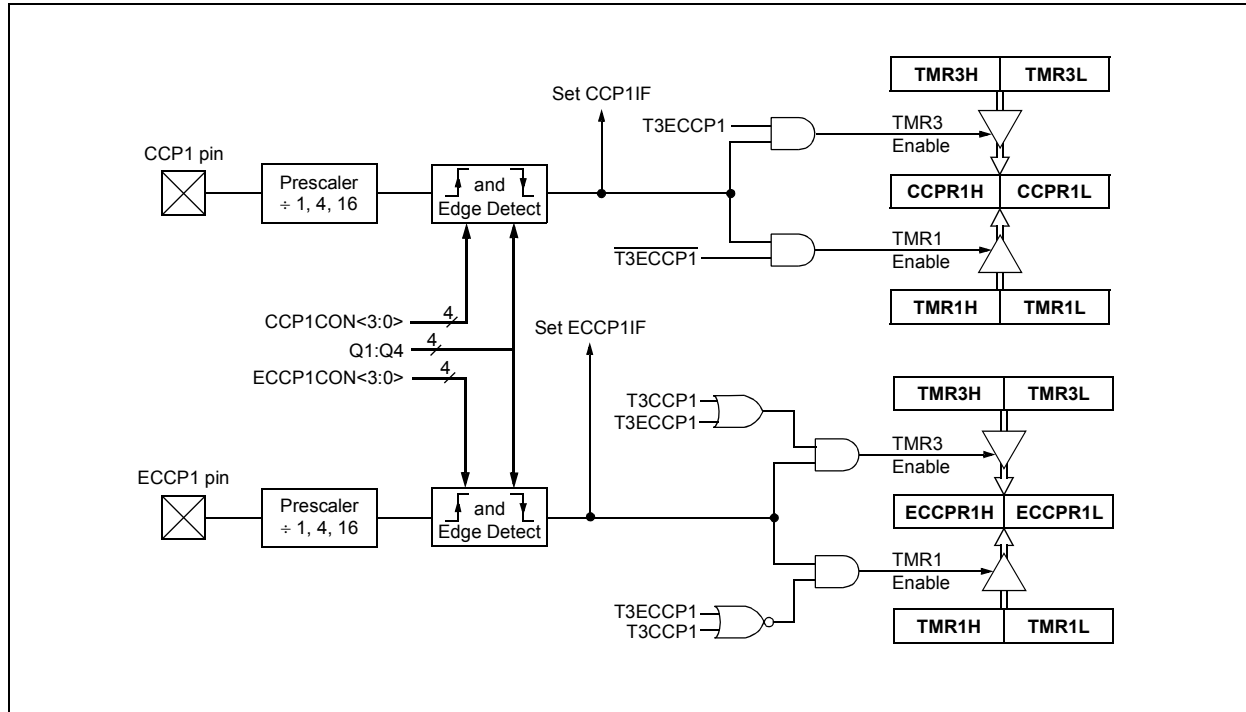 TMR3H TMR3L
Set CCP1IF
T3ECCP1
TMR3
Enable
CCP1 pin
Prescaler
÷ 1, 4, 16
and
Edge Detect
CCPR1H CCPR1L
T3ECCP1
TMR1
Enable
TMR1H TMR1L
CCP1CON<3:0> 4
Q1:Q4 4
ECCP1CON<3:0> 4
Set ECCP1IF
TMR3H TMR3L
T3CCP1
T3ECCP1
TMR3
Enable
ECCP1 pin
Prescaler
÷ 1, 4, 16
and
Edge Detect
ECCPR1H ECCPR1L
TMR1
Enable
T3ECCP1
T3CCP1
TMR1H TMR1L